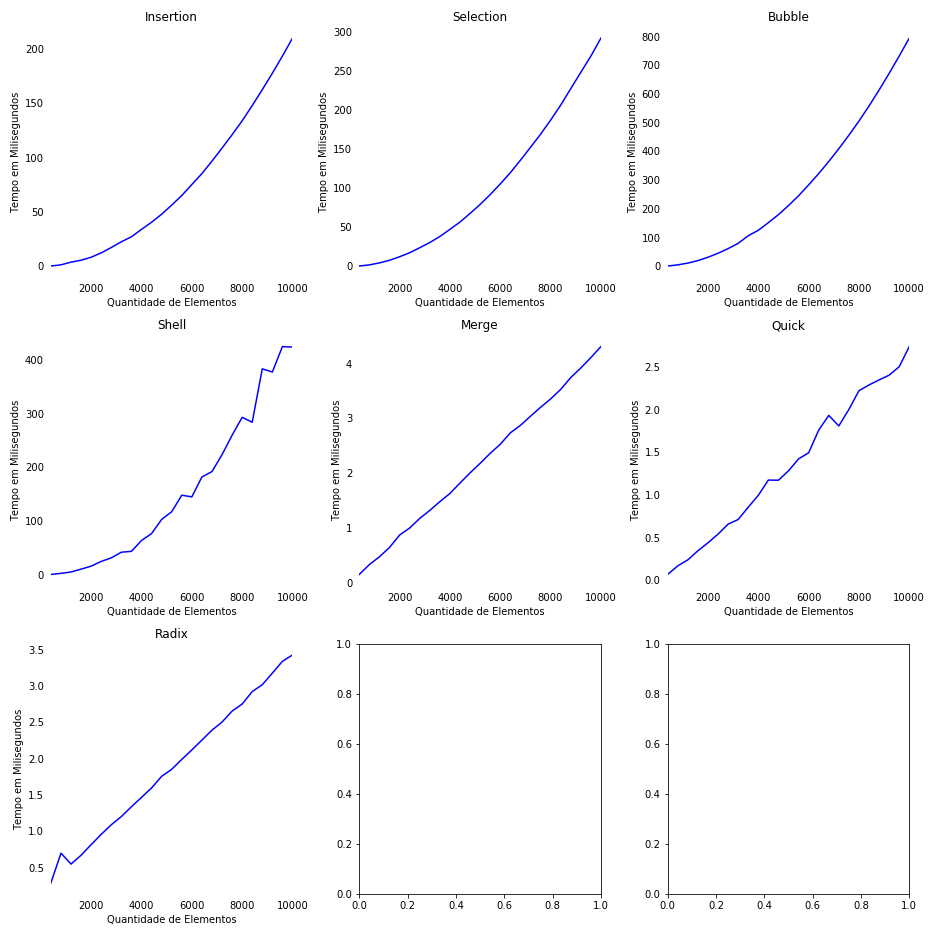 Insertion
200
150
100
50
0
Tempo em Milisegundos
2000 4000 6000 8000 10000
Quantidade de Elementos
Selection
300
250
200
150
100
50
0
Tempo em Milisegundos
2000 4000 6000 8000 10000
Quantidade de Elementos
Bubble
800
700
600
500
400
300
200
100
0
Tempo em Milisegundos
2000 4000 6000 8000 10000
Quantidade de Elementos
Shell
400
300
200
100
0
Tempo em Milisegundos
2000 4000 6000 8000 10000
Quantidade de Elementos
Merge
4
3
2
1
0
Tempo em Milisegundos
2000 4000 6000 8000 10000
Quantidade de Elementos
Quick
2.5
2.0
1.5
1.0
0.5
0.0
Tempo em Milisegundos
2000 4000 6000 8000 10000
Quantidade de Elementos
Radix
3.5
3.0
2.5
2.0
1.5
1.0
0.5
Tempo em Milisegundos
2000 4000 6000 8000 10000
Quantidade de Elementos
1.0
0.8
0.6
0.4
0.2
0.0
0.0 0.2 0.4 0.6 0.8 1.0
1.0
0.8
0.6
0.4
0.2
0.0
0.0 0.2 0.4 0.6 0.8 1.0